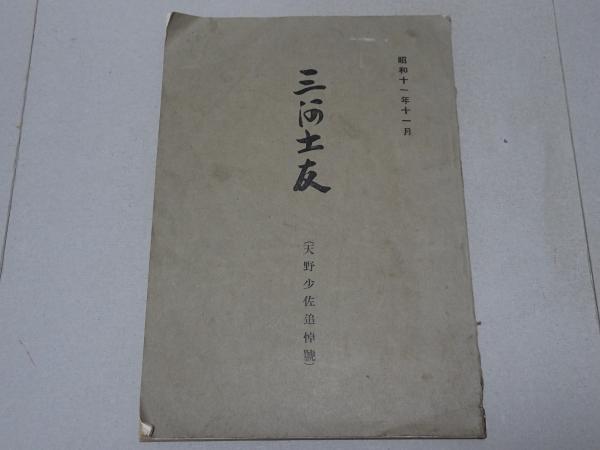 昭和十一年十一月
三河士友
（天野少佐追悼號）